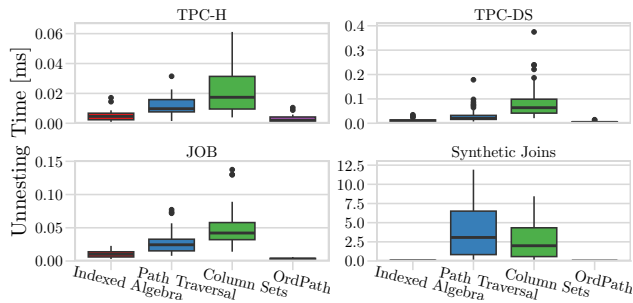 TPC-H
TPC-DS
Unnesting Time [ms]
0.06
0.04
0.02
0.00
0.4
0.3
0.2
0.1
0.0
JOB
Synthetic Joins
0.15
0.10
0.05
0.00
12.5
10.0
7.5
5.0
2.5
0.0
Indexed Algebra
Path Traversal
Column Sets
OrdPath
Indexed Algebra
Path Traversal
Column Sets
OrdPath